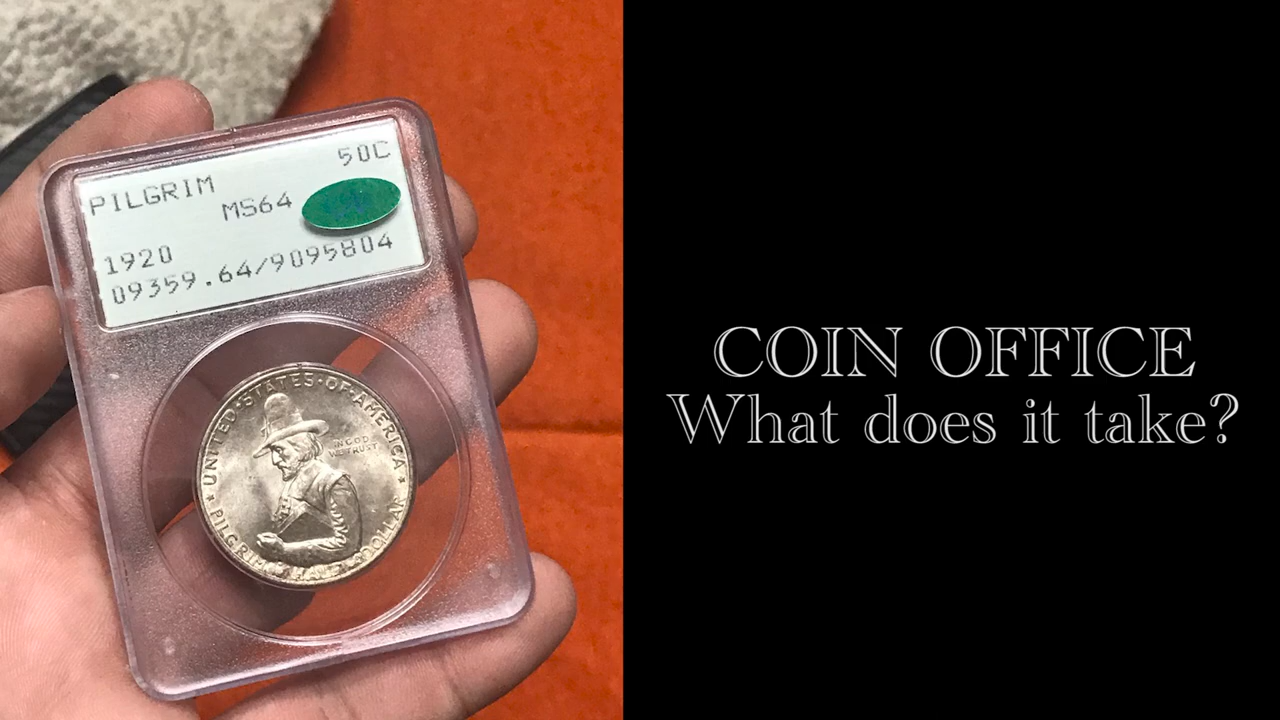 50C
PILGRIM
MS64
1920
09359.64/9095804
UNITED·STATES·OF·AMERICA
IN GOD
WE TRUST
PILGRIM HALF DOLLAR
COIN OFFICE
What does it take?